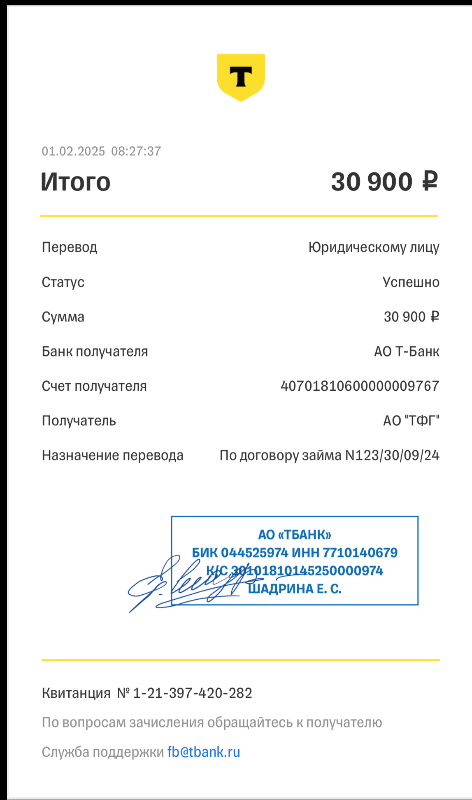 Т
01.02.2025 08:27:37
Итого 30 900 ₽
Перевод Юридическому лицу
Статус Успешно
Сумма 30 900 ₽
Банк получателя АО Т-Банк
Счет получателя 40701810600000009767
Получатель АО "ТФГ"
Назначение перевода По договору займа N123/30/09/24
АО «ТБАНК»
БИК 044525974 ИНН 7710140679
К/С 30101810145250000974
ШАДРИНА Е. С.
Квитанция № 1-21-397-420-282
По вопросам зачисления обращайтесь к получателю
Служба поддержки fb@tbank.ru